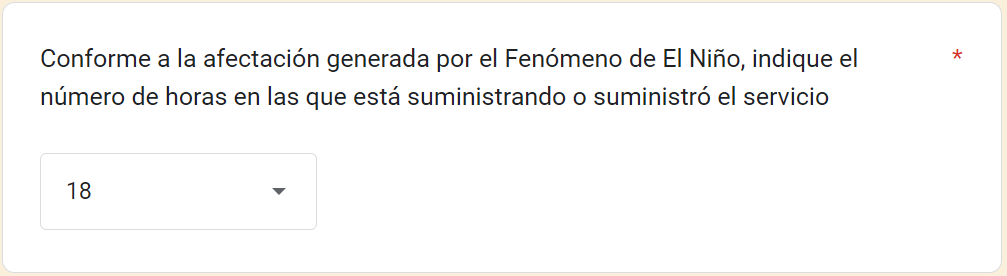 Conforme a la afectación generada por el Fenómeno de El Niño, indique el *
número de horas en las que está suministrando o suministró el servicio
18